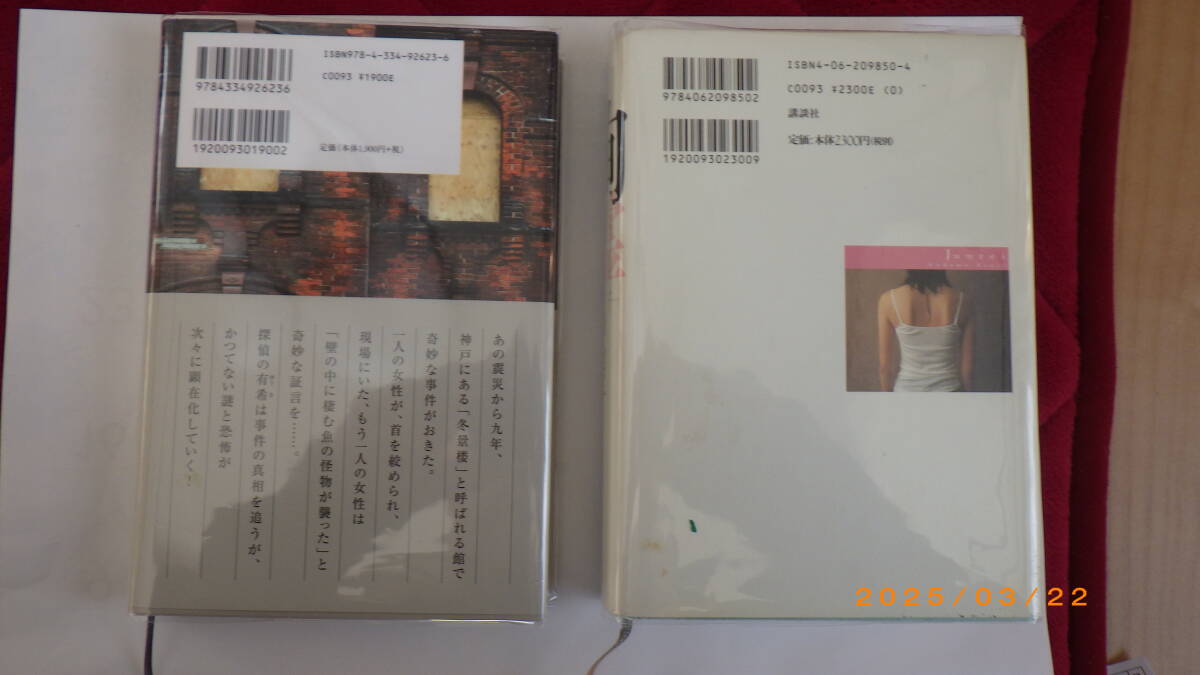 ISBN978-4-334-92623-6
C0093 ¥1900E
9784334926236
1920093019002
定価(本体1,900円+税)
あの震災から九年、
神戸にある「冬景楼」と呼ばれる館で
奇妙な事件がおきた。
一人の女性が、首を絞められ、
現場にいた、もう一人の女性は
「壁の中に棲む魚の怪物が襲った」と
奇妙な証言を……。
探偵の有希は事件の真相を追うが、
かつてない謎と恐怖が
次々に顕在化していく!
ISBN4-06-209850-4
C0093 ¥2300E (0)
9784062098502
講談社
定価:本体2300円(税別)
1920093023009
Junrei
2025/03/22